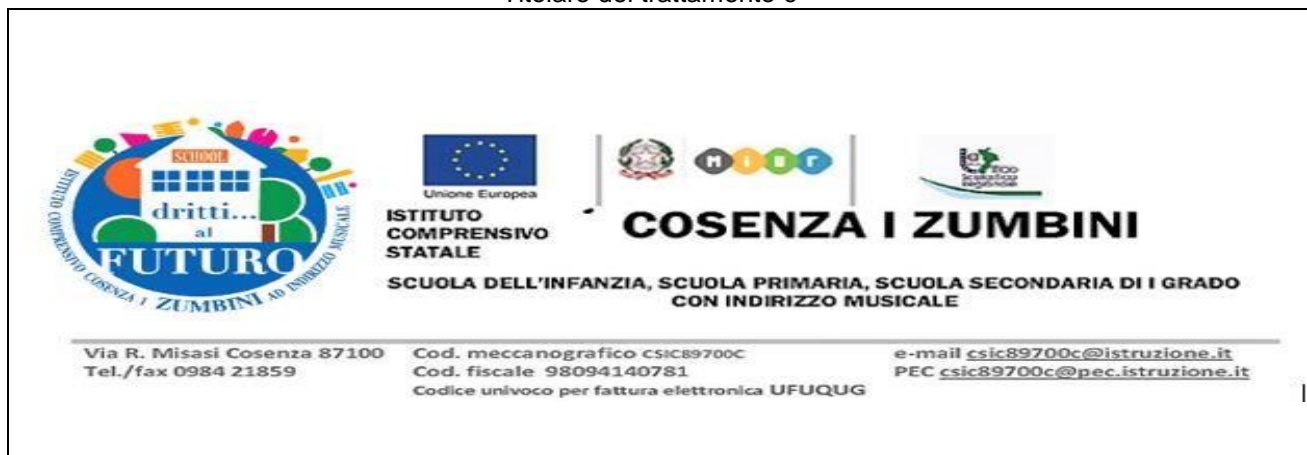 SCHOOL
dritti...
al
FUTURO
ISTITUTO COMPRENSIVO COSENZA I ZUMBINI AD INDIRIZZO MUSICALE
Unione Europea
miur
ISTITUTO
COMPRENSIVO
STATALE
COSENZA I ZUMBINI
SCUOLA DELL'INFANZIA, SCUOLA PRIMARIA, SCUOLA SECONDARIA DI I GRADO
CON INDIRIZZO MUSICALE
Via R. Misasi Cosenza 87100 Cod. meccanografico CSIC89700C e-mail csic89700c@istruzione.it
Tel./fax 0984 21859 Cod. fiscale 98094140781 PEC csic89700c@pec.istruzione.it
Codice univoco per fattura elettronica UFUQUG